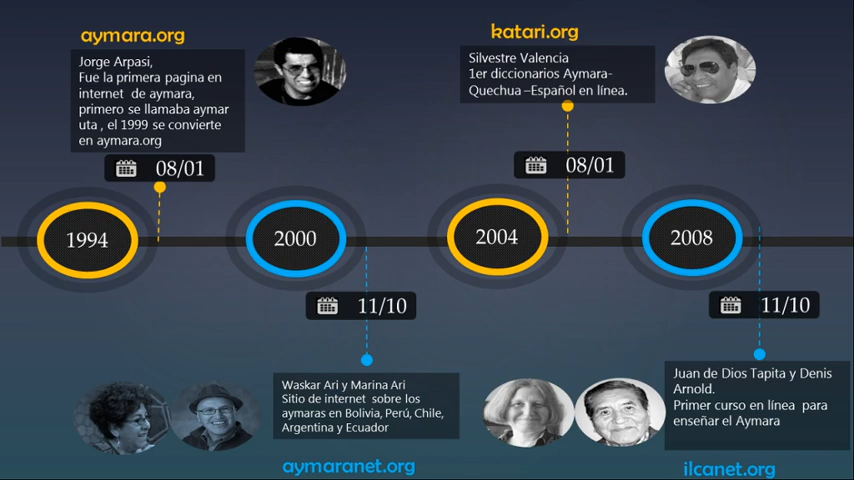 aymara.org
Jorge Arpasi,
Fue la primera pagina en
internet de aymara,
primero se llamaba aymar
uta , el 1999 se convierte
en aymara.org
08/01
katari.org
Silvestre Valencia
1er diccionarios Aymara-
Quechua –Español en línea.
08/01
1994
2000
2004
2008
11/10
Waskar Ari y Marina Ari
Sitio de internet sobre los
aymaras en Bolivia, Perú, Chile,
Argentina y Ecuador
aymaranet.org
11/10
Juan de Dios Tapita y Denis
Arnold.
Primer curso en línea para
enseñar el Aymara
ilcanet.org